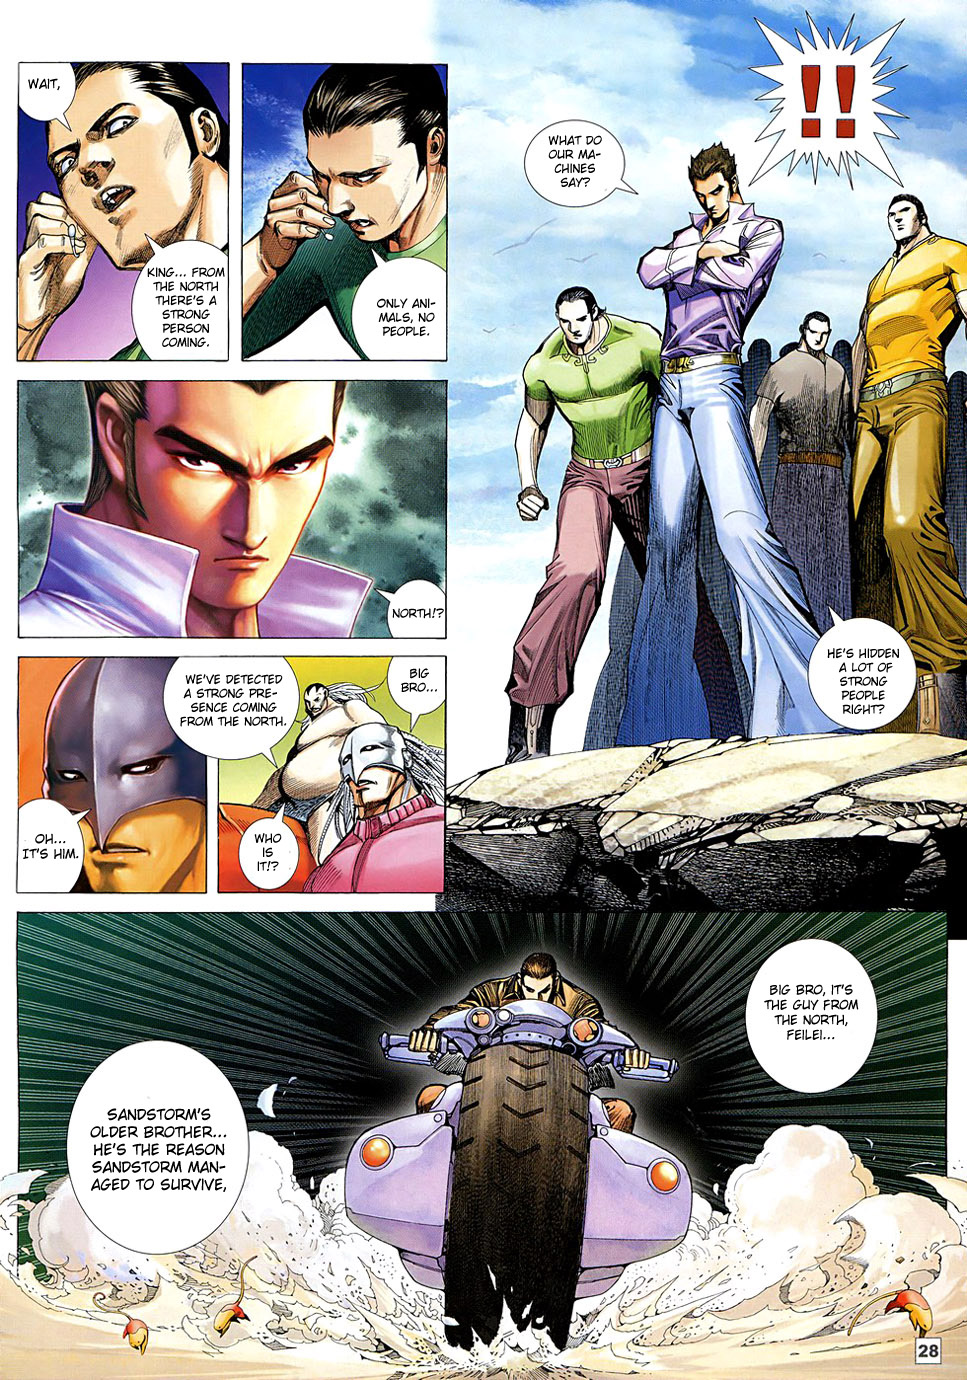 !!
HE'S HIDDEN
A LOT OF
STRONG
PEOPLE
RIGHT?
WHAT DO
OUR MA-
CHINES
SAY?
ONLY ANI-
MALS, NO
PEOPLE.
WAIT,
KING... FROM
THE NORTH
THERE'S A
STRONG
PERSON
COMING.
NORTH!?
BIG
BRO...
WE'VE DETECTED
A STRONG PRE-
SENCE COMING
FROM THE NORTH.
WHO
IS
IT!?
OH...
IT'S HIM.
BIG BRO, IT'S
THE GUY FROM
THE NORTH,
FEILEI...
SANDSTORM'S
OLDER BROTHER...
HE'S THE REASON
SANDSTORM MAN-
AGED TO SURVIVE,
28